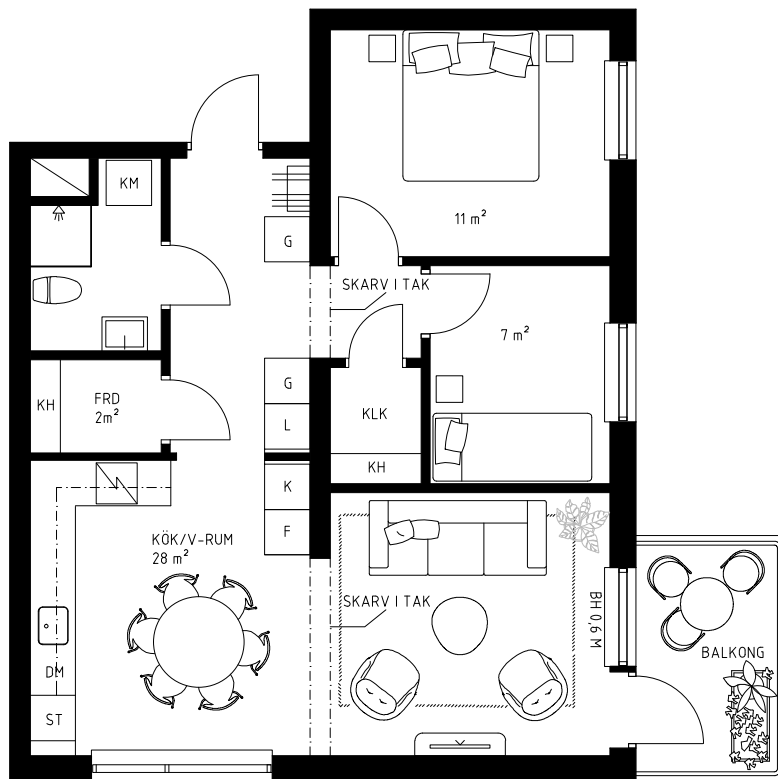 KM
11 m²
G
SKARV I TAK
7 m²
G
KH
FRD
2m²
KLK
L
KH
K
KÖK/V-RUM
28 m²
F
SKARV I TAK
BH 0,6 M
BALKONG
DM
ST